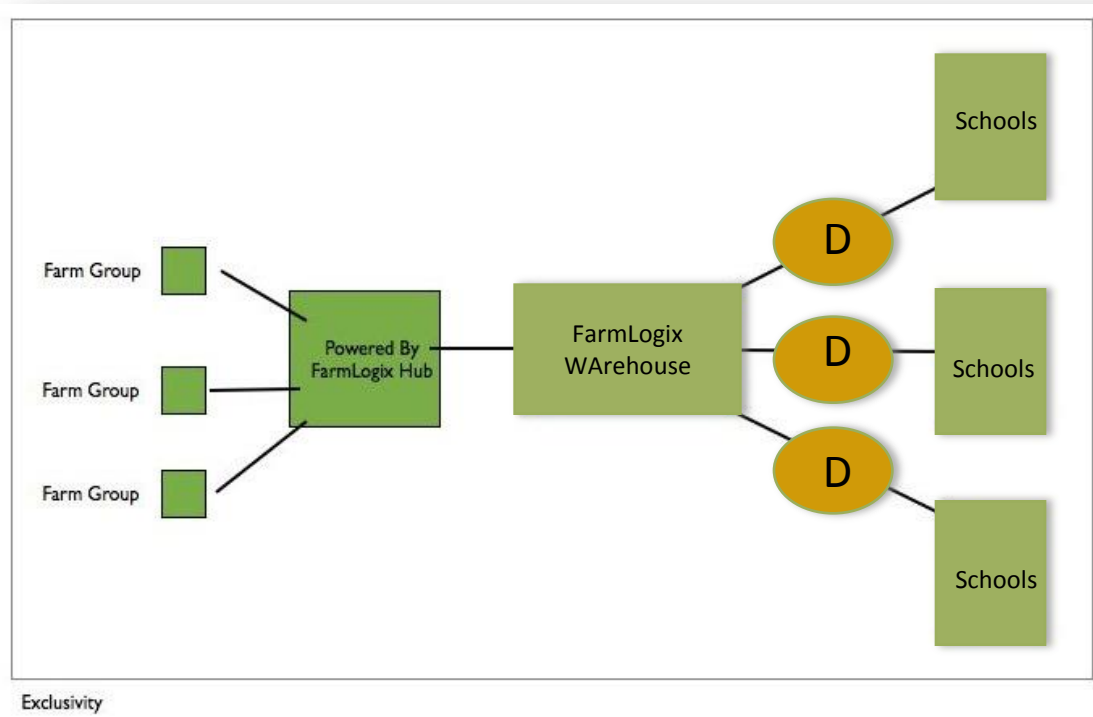 Schools
D
Farm Group
Powered By
FarmLogix Hub
FarmLogix
WArehouse
D
Schools
Farm Group
D
Farm Group
Schools
Exclusivity